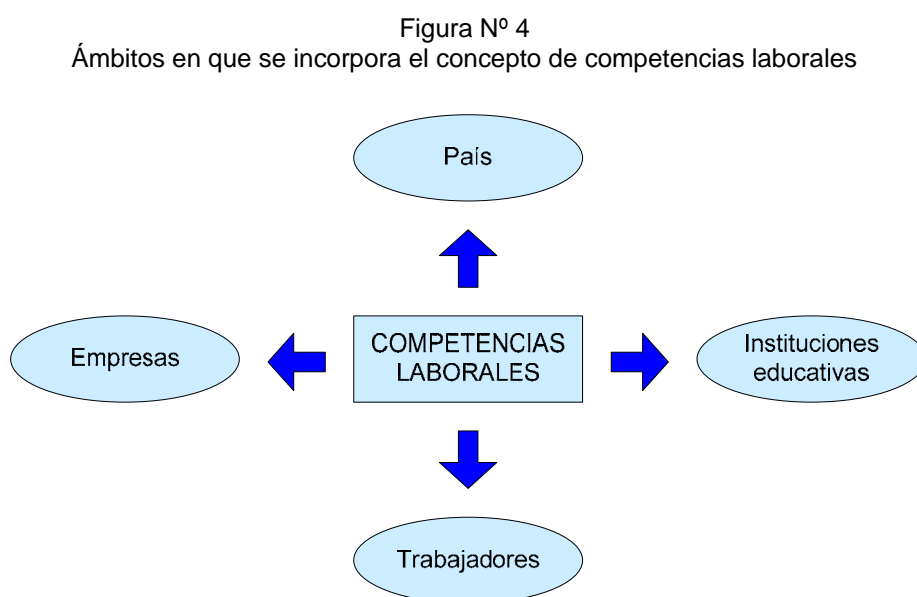 Figura Nº 4
Ámbitos en que se incorpora el concepto de competencias laborales
País
Empresas
COMPETENCIAS
LABORALES
Instituciones
educativas
Trabajadores